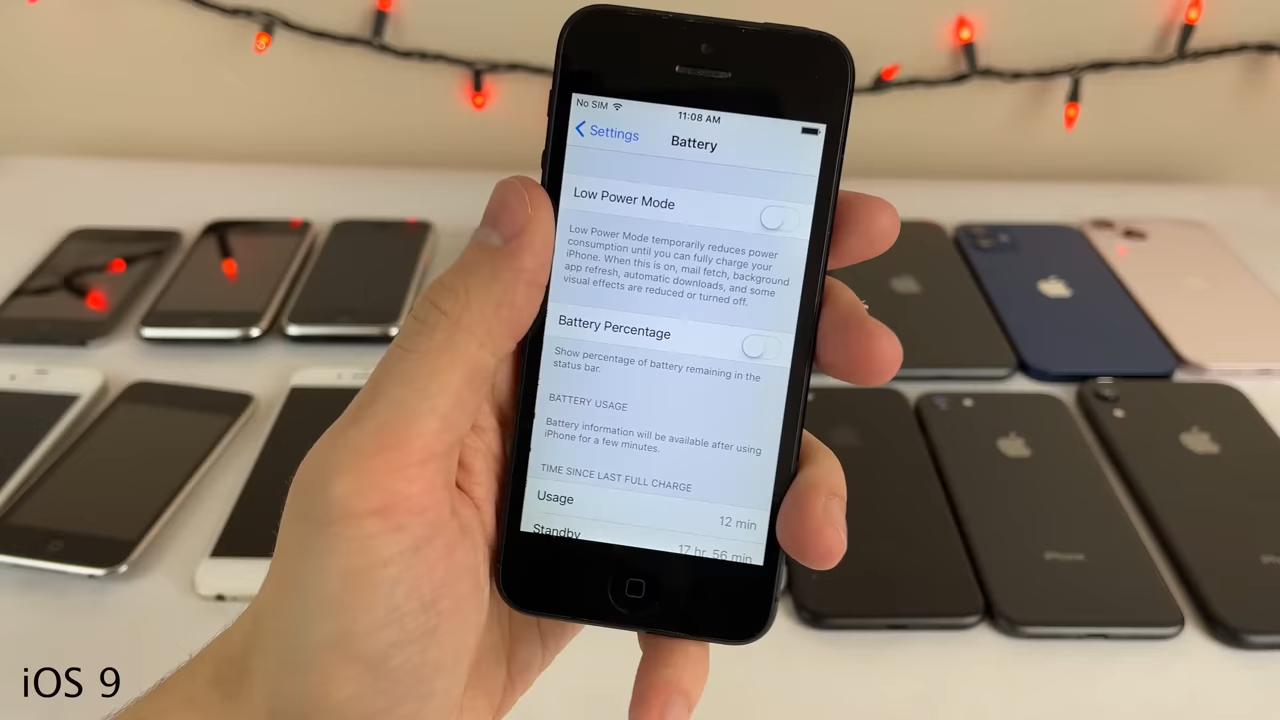 No SIM
11:08 AM
Settings
Battery
Low Power Mode
Low Power Mode temporarily reduces power
consumption until you can fully charge your
iPhone. When this is on, mail fetch, background
app refresh, automatic downloads, and some
visual effects are reduced or turned off.
Battery Percentage
Show percentage of battery remaining in the
status bar.
BATTERY USAGE
Battery information will be available after using
iPhone for a few minutes.
TIME SINCE LAST FULL CHARGE
Usage
12 min
Standby
17 hr, 56 min
iPhone
iOS 9